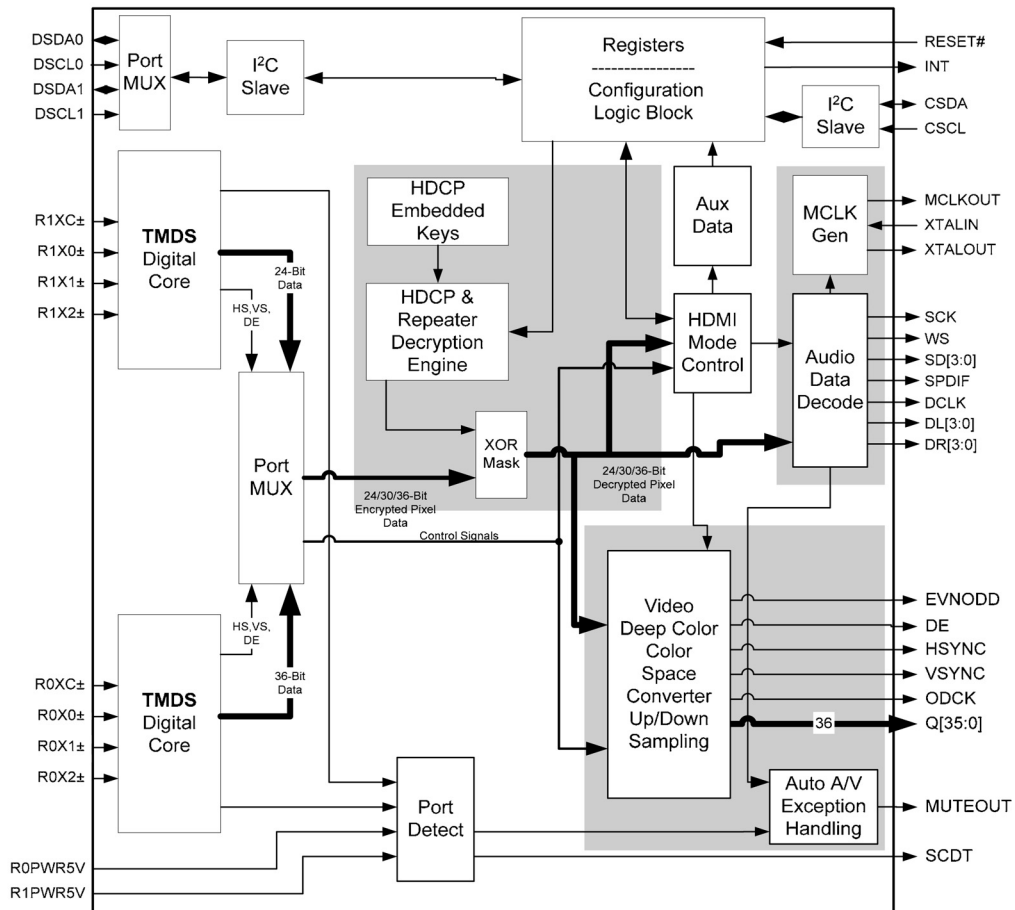 DSDA0
DSCL0
DSDA1
DSCL1
Port
MUX
I²C
Slave
Registers
----------------
Configuration
Logic Block
RESET#
INT
I²C
Slave
CSDA
CSCL
R1XC±
R1X0±
R1X1±
R1X2±
TMDS
Digital
Core
24-Bit
Data
HS,VS,
DE
HDCP
Embedded
Keys
HDCP &
Repeater
Decryption
Engine
XOR
Mask
Aux
Data
HDMI
Mode
Control
MCLK
Gen
MCLKOUT
XTALIN
XTALOUT
Audio
Data
Decode
SCK
WS
SD[3:0]
SPDIF
DCLK
DL[3:0]
DR[3:0]
Port
MUX
24/30/36-Bit
Encrypted Pixel
Data
24/30/36-Bit
Decrypted Pixel
Data
Control Signals
HS,VS,
DE
36-Bit
Data
R0XC±
R0X0±
R0X1±
R0X2±
TMDS
Digital
Core
Video
Deep Color
Color
Space
Converter
Up/Down
Sampling
EVNODD
DE
HSYNC
VSYNC
ODCK
36
Q[35:0]
Port
Detect
Auto A/V
Exception
Handling
MUTEOUT
SCDT
R0PWR5V
R1PWR5V